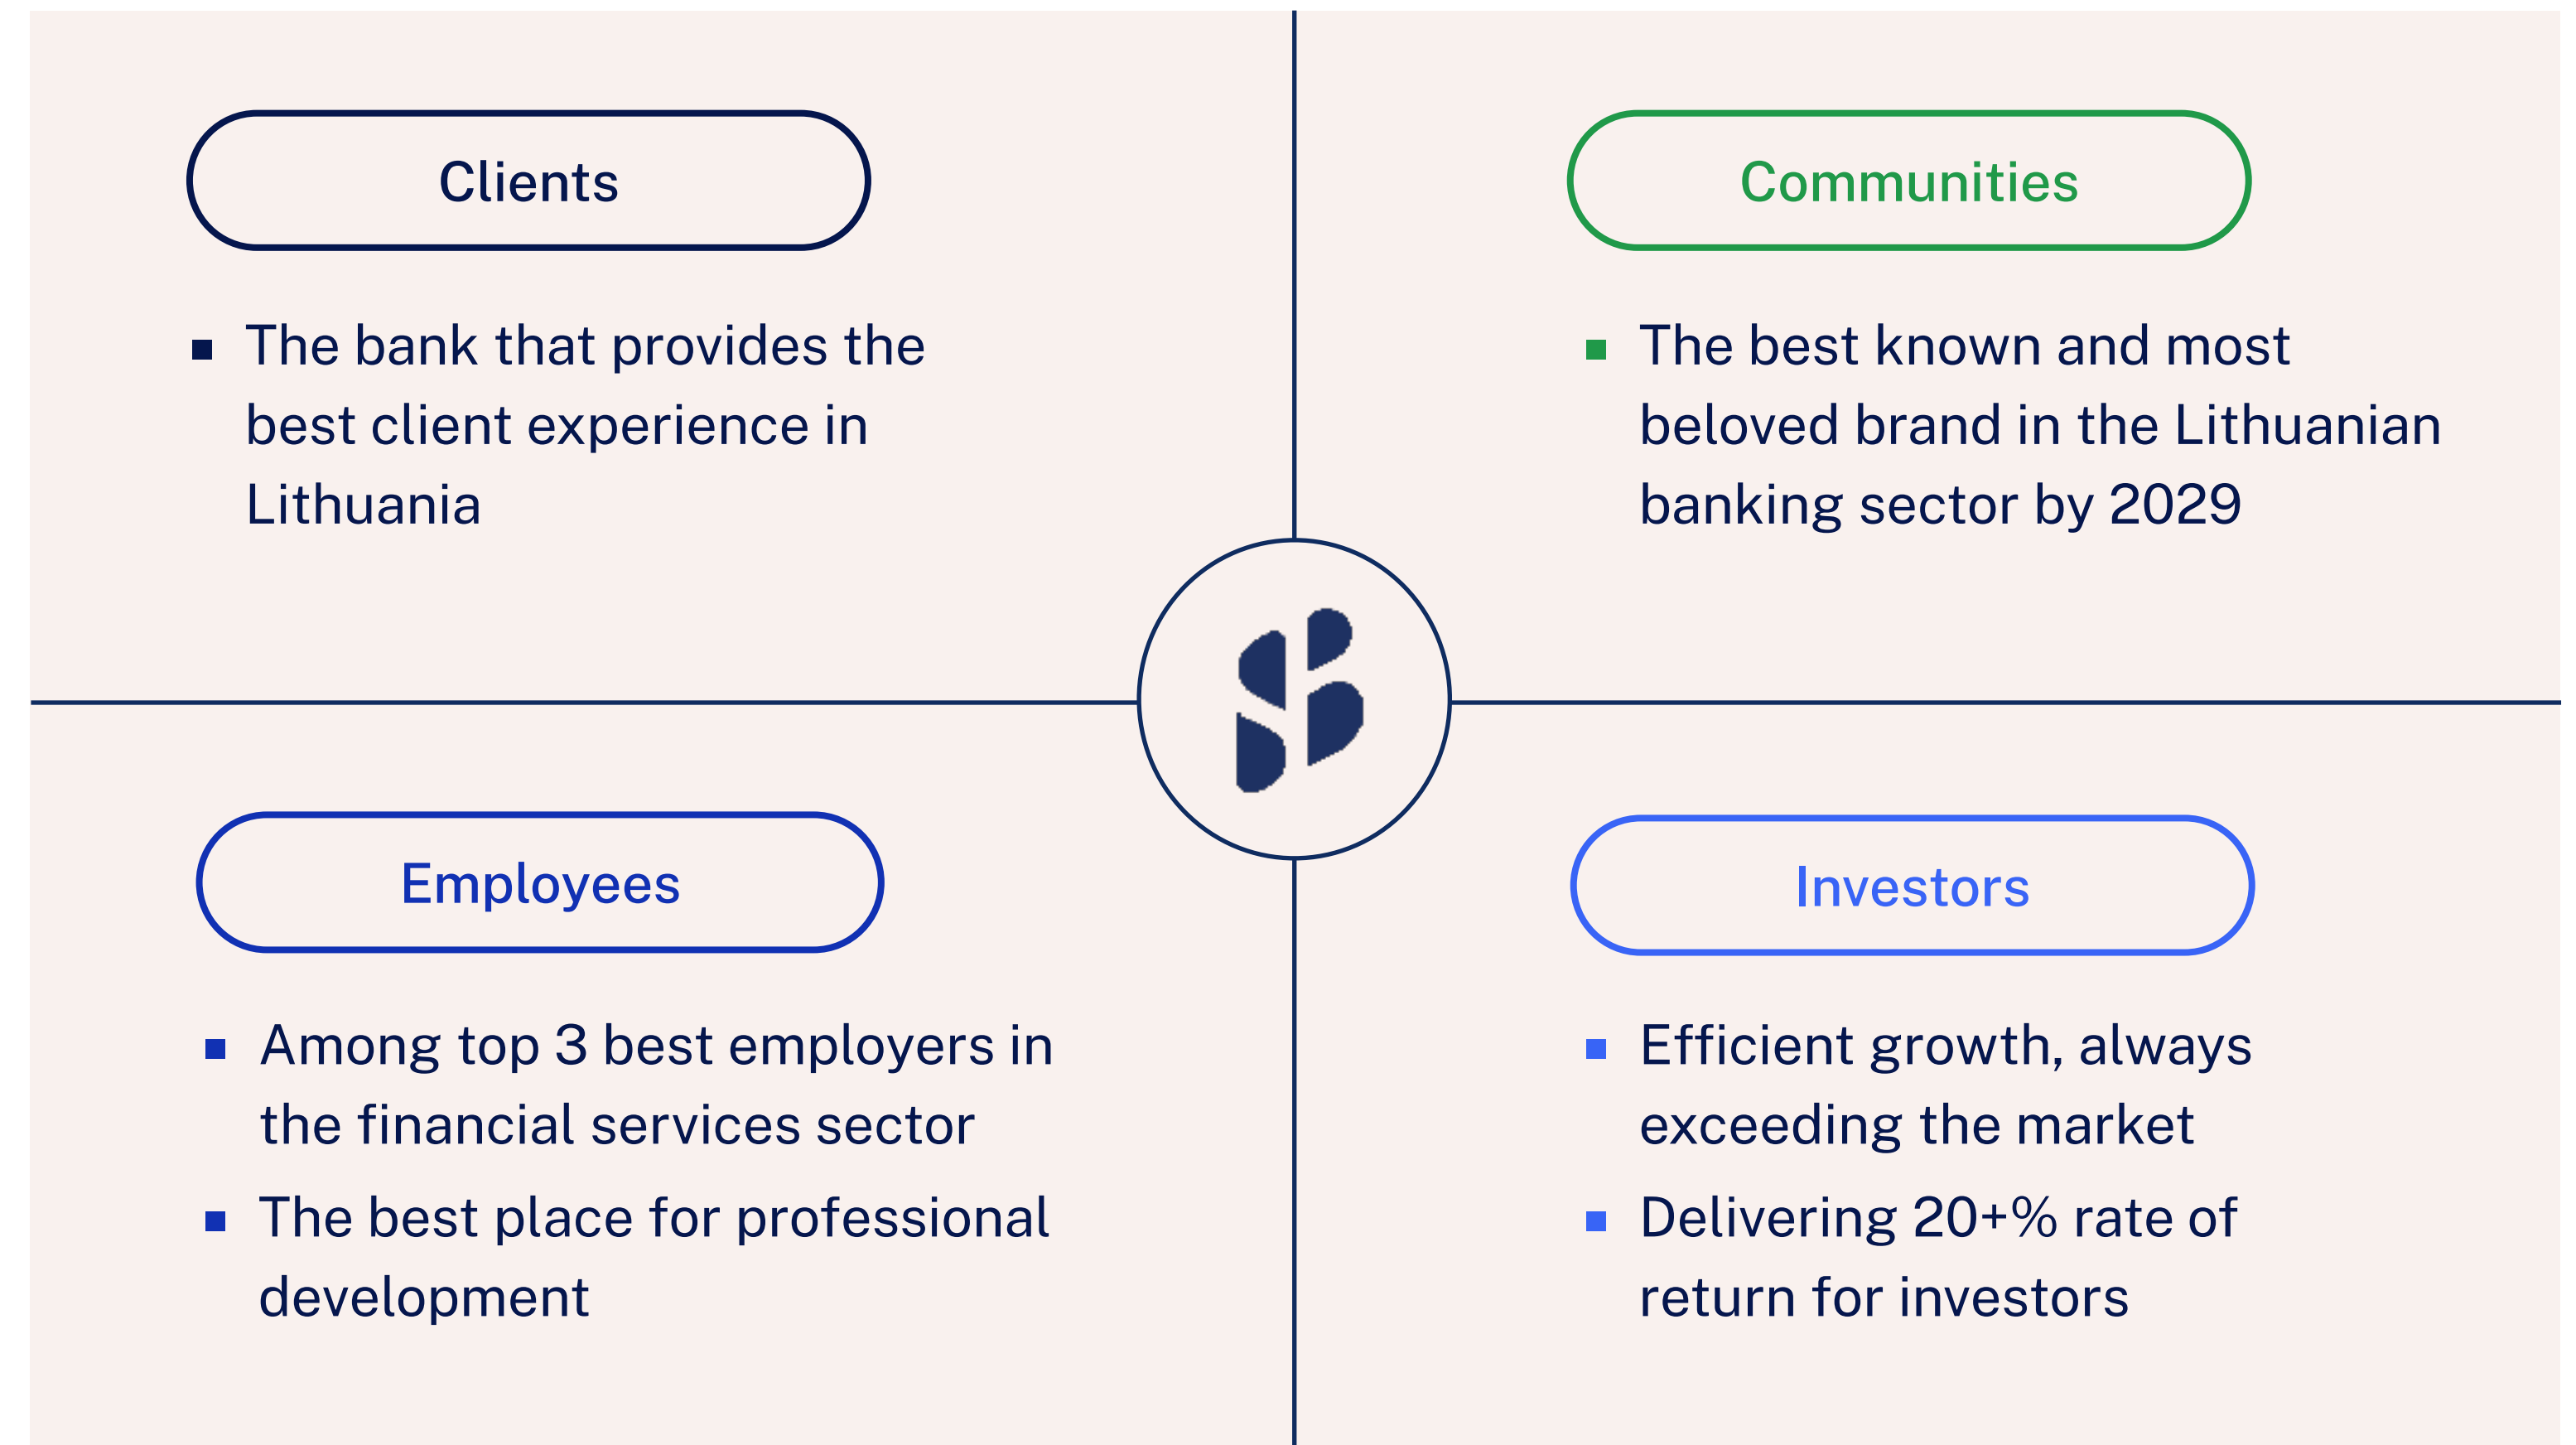 Clients
The bank that provides the
best client experience in
Lithuania
Communities
The best known and most
beloved brand in the Lithuanian
banking sector by 2029
Employees
Among top 3 best employers in
the financial services sector
The best place for professional
development
Investors
Efficient growth, always
exceeding the market
Delivering 20+% rate of
return for investors